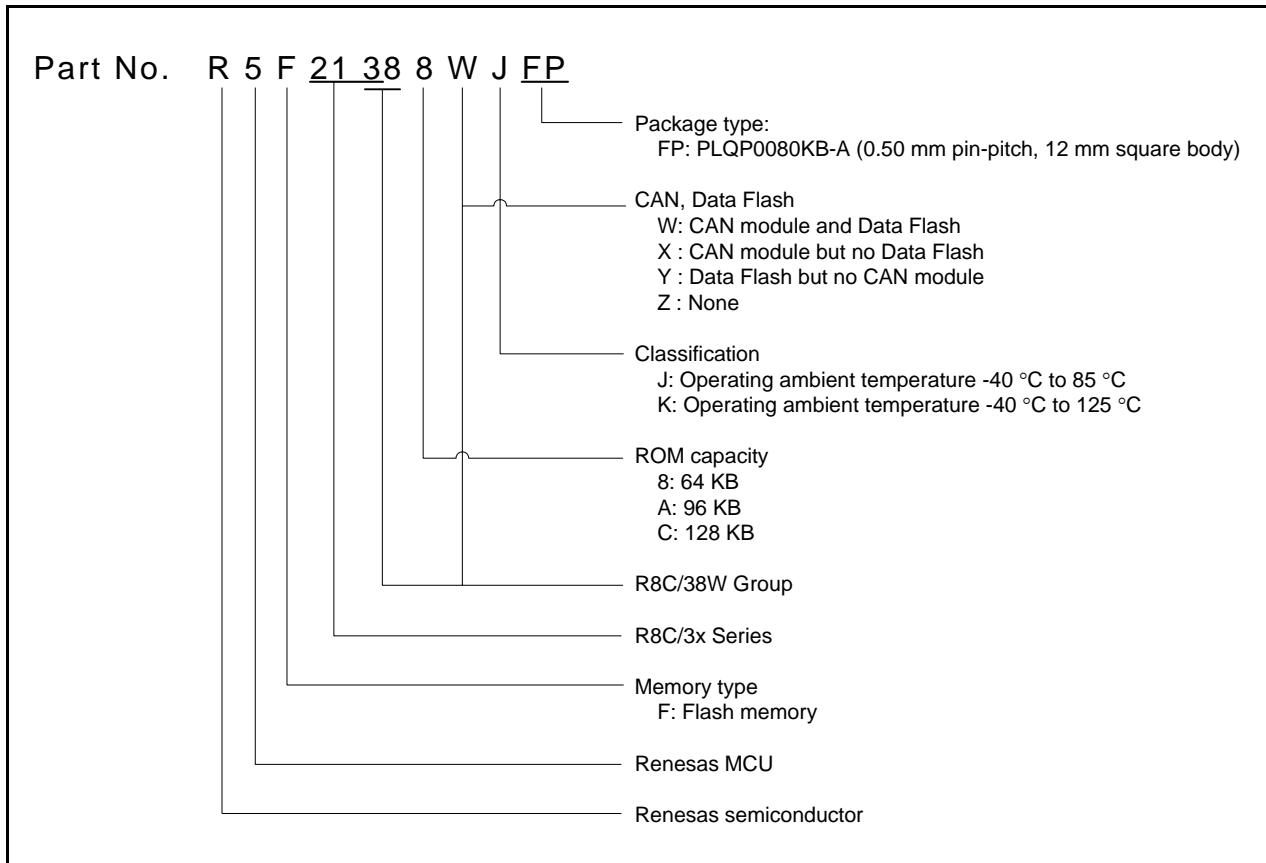 Part No. R 5 F 21 38 8 W J FP
Package type:
FP: PLQP0080KB-A (0.50 mm pin-pitch, 12 mm square body)
CAN, Data Flash
W: CAN module and Data Flash
X : CAN module but no Data Flash
Y : Data Flash but no CAN module
Z : None
Classification
J: Operating ambient temperature -40 °C to 85 °C
K: Operating ambient temperature -40 °C to 125 °C
ROM capacity
8: 64 KB
A: 96 KB
C: 128 KB
R8C/38W Group
R8C/3x Series
Memory type
F: Flash memory
Renesas MCU
Renesas semiconductor